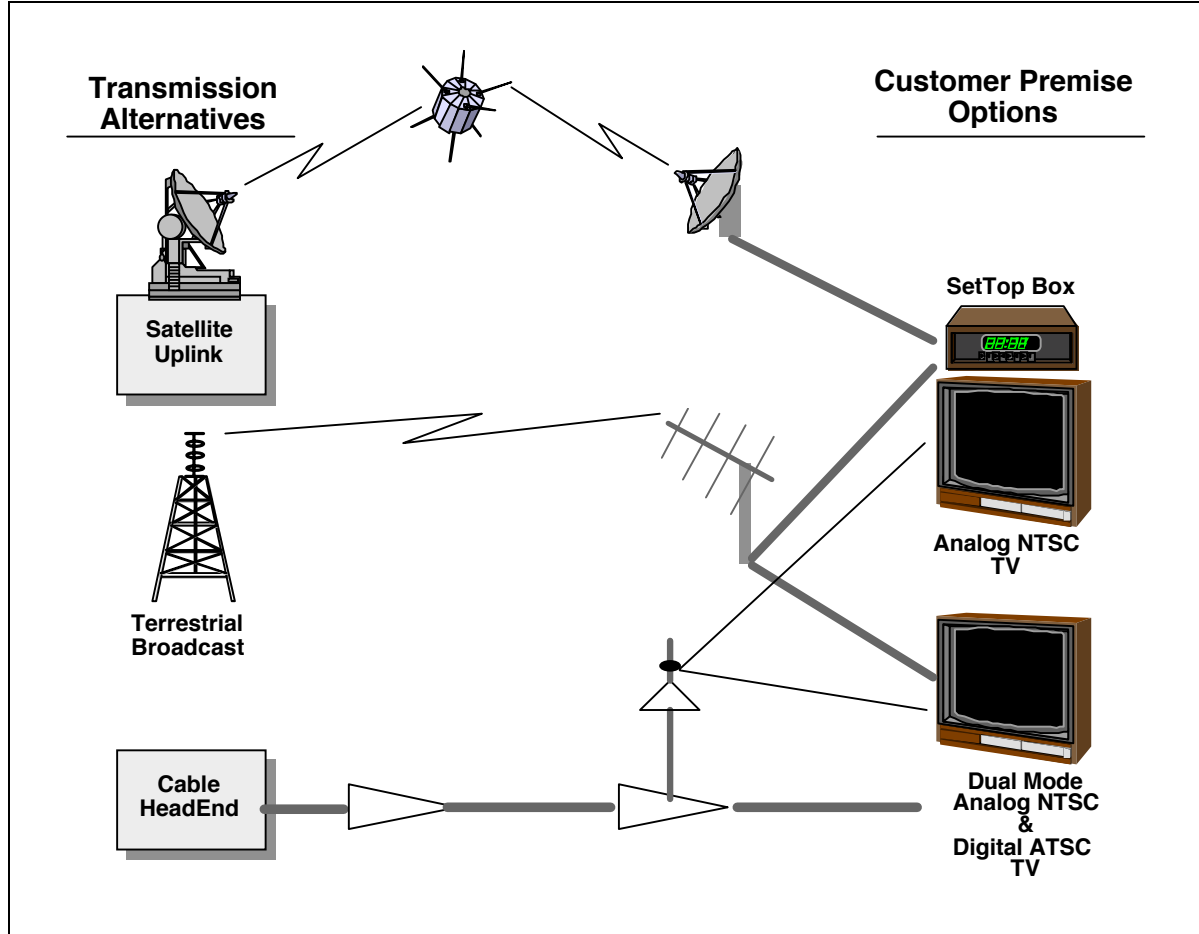 Transmission
Alternatives
Customer Premise
Options
Satellite
Uplink
SetTop Box
Analog NTSC
TV
Terrestrial
Broadcast
Cable
HeadEnd
Dual Mode
Analog NTSC
&
Digital ATSC
TV